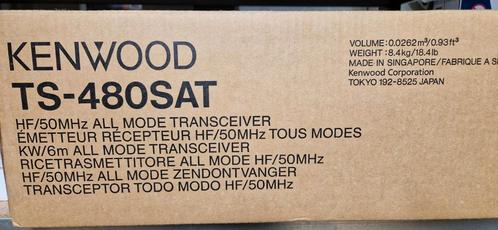 KENWOOD
TS-480SAT
HF/50MHz ALL MODE TRANSCEIVER
ÉMETTEUR RÉCEPTEUR HF/50MHz TOUS MODES
KW/6m ALL MODE TRANSCEIVER
RICETRASMETTITORE ALL MODE HF/50MHz
HF/50MHz ALL MODE ZENDONTVANGER
TRANSCEPTOR TODO MODO HF/50MHz
VOLUME:0.0262m³/0.93ft³
WEIGHT:8.4kg/18.4lb
MADE IN SINGAPORE/FABRIQUE A S
Kenwood Corporation
TOKYO 192-8525 JAPAN